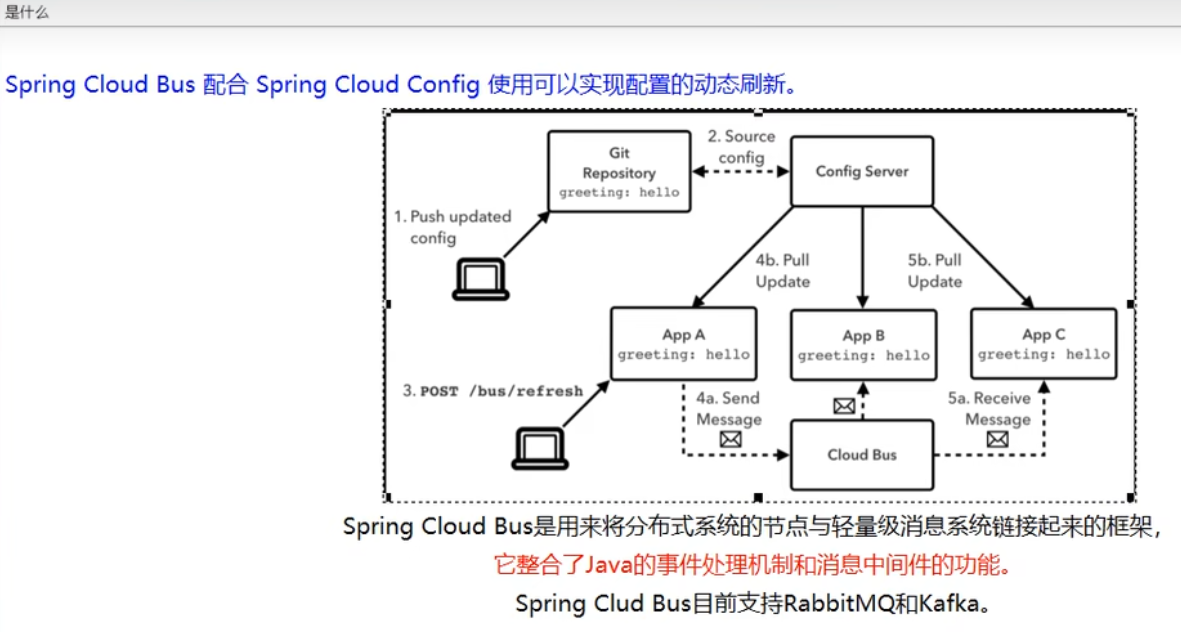 是什么
Spring Cloud Bus 配合 Spring Cloud Config 使用可以实现配置的动态刷新。
Git
Repository
greeting: hello
2. Source
config
Config Server
1. Push updated
config
4b. Pull
Update
5b. Pull
Update
App A
greeting: hello
App B
greeting: hello
App C
greeting: hello
3. POST /bus/refresh
4a. Send
Message
5a. Receive
Message
Cloud Bus
Spring Cloud Bus是用来将分布式系统的节点与轻量级消息系统链接起来的框架，
它整合了Java的事件处理机制和消息中间件的功能。
Spring Clud Bus目前支持RabbitMQ和Kafka。